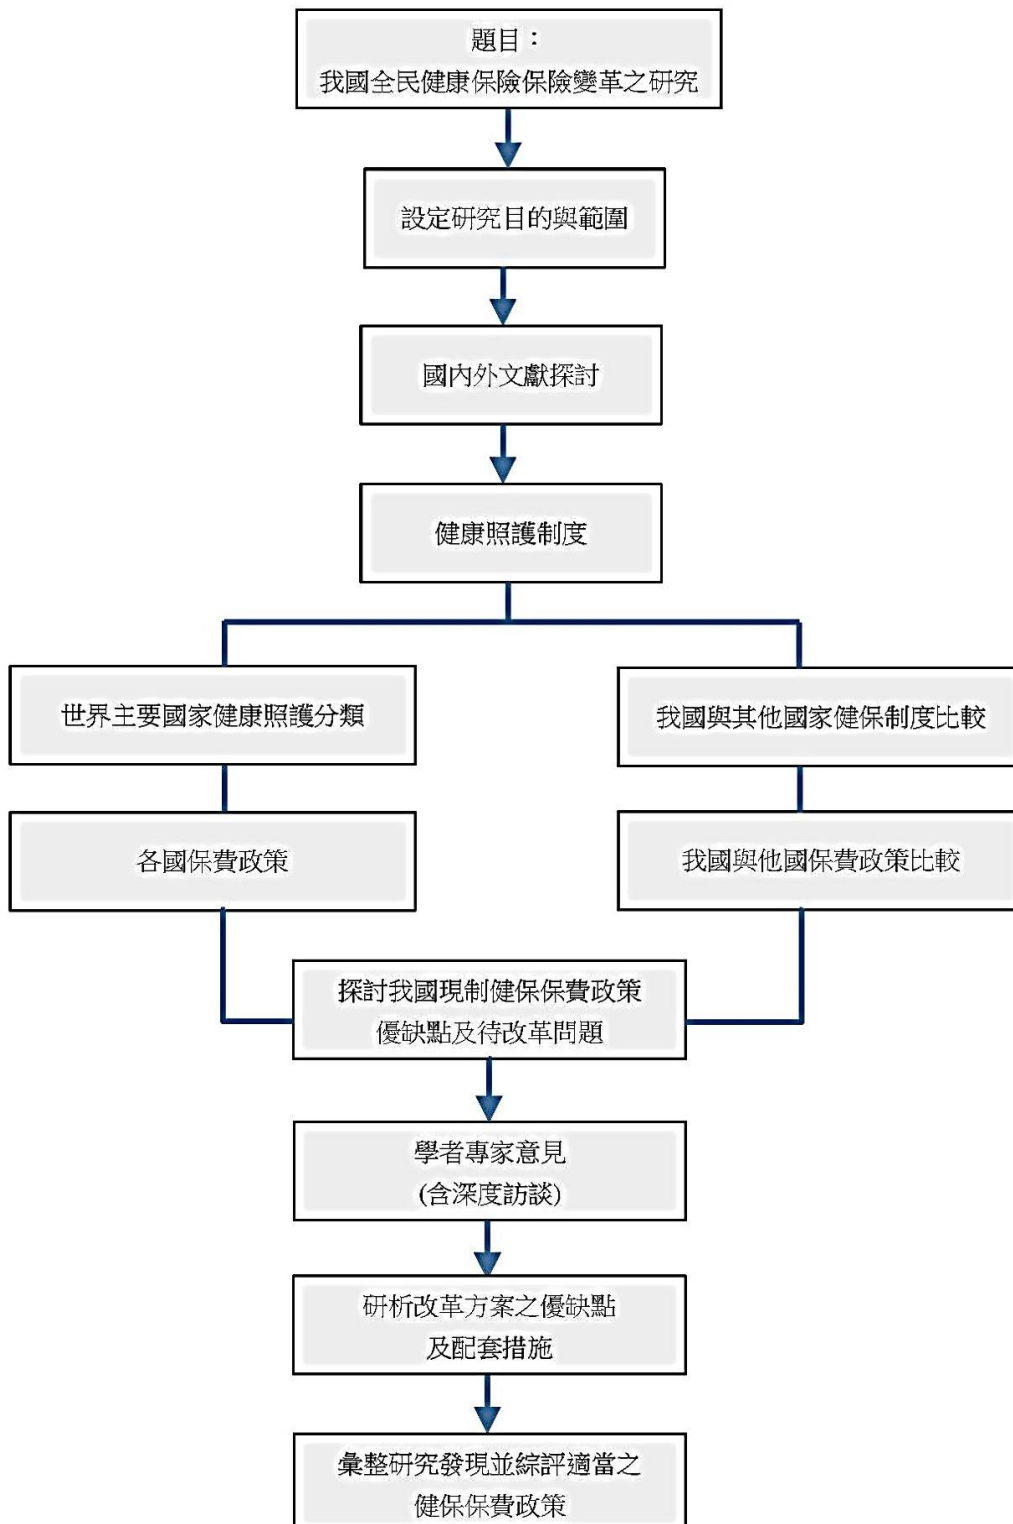 題目：
我國全民健康保險保險變革之研究
設定研究目的與範圍
國內外文獻探討
健康照護制度
世界主要國家健康照護分類
我國與其他國家健保制度比較
各國保費政策
我國與他國保費政策比較
探討我國現制健保保費政策
優缺點及待改革問題
學者專家意見
(含深度訪談)
研析改革方案之優缺點
及配套措施
彙整研究發現並綜評適當之
健保保費政策